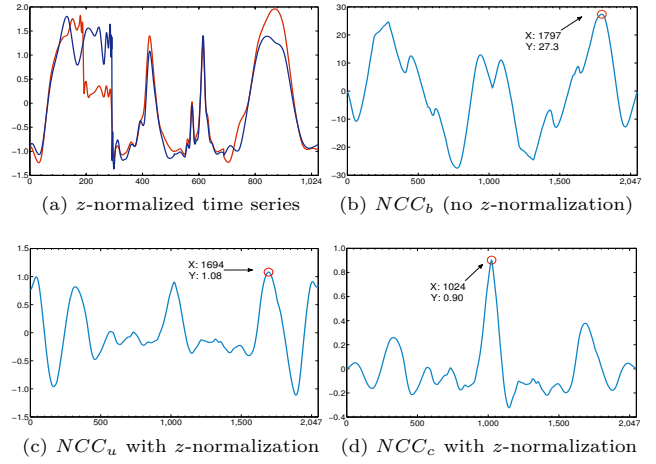 2.0
1.5
1.0
0.5
0.0
−0.5
−1.0
−1.5
0 200 400 600 800 1,024
(a) z-normalized time series
30
20
10
0
−10
−20
−30
0 500 1,000 1,500 2,047
X: 1797
Y: 27.3
(b) NCC_b (no z-normalization)
1.5
1.0
0.5
0.0
−0.5
−1.0
−1.5
0 500 1,000 1,500 2,047
X: 1694
Y: 1.08
(c) NCC_u with z-normalization
1.0
0.8
0.6
0.4
0.2
0
−0.2
−0.4
0 500 1,000 1,500 2,047
X: 1024
Y: 0.90
(d) NCC_c with z-normalization